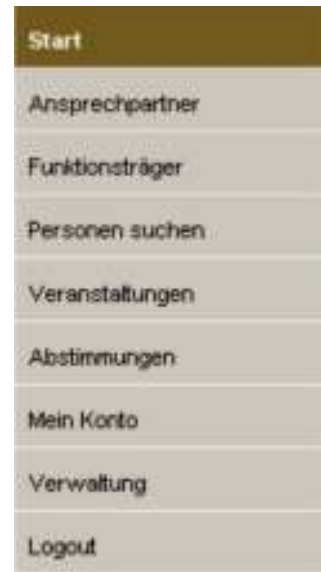 Start
Ansprechpartner
Funktionsträger
Personen suchen
Veranstaltungen
Abstimmungen
Mein Konto
Verwaltung
Logout